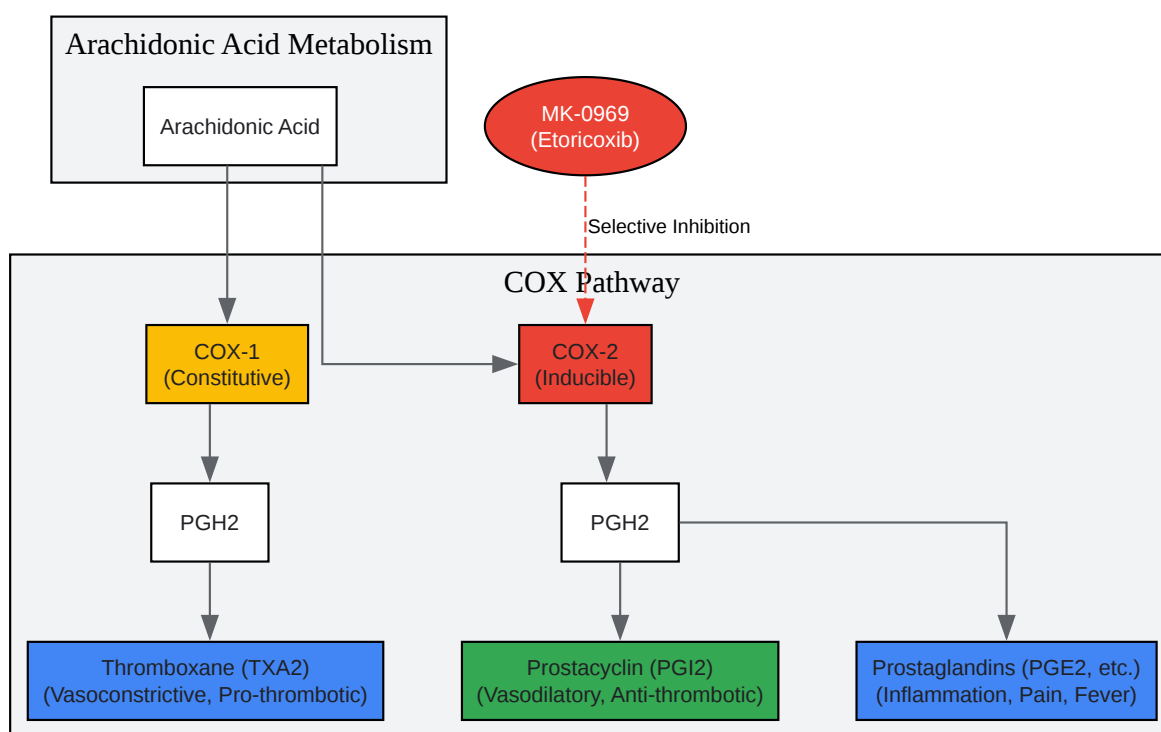 Arachidonic Acid Metabolism
Arachidonic Acid
MK-0969
(Etoricoxib)
Selective Inhibition
COX Pathway
COX-1
(Constitutive)
COX-2
(Inducible)
PGH2
PGH2
Thromboxane (TXA2)
(Vasoconstrictive, Pro-thrombotic)
Prostacyclin (PGI2)
(Vasodilatory, Anti-thrombotic)
Prostaglandins (PGE2, etc.)
(Inflammation, Pain, Fever)